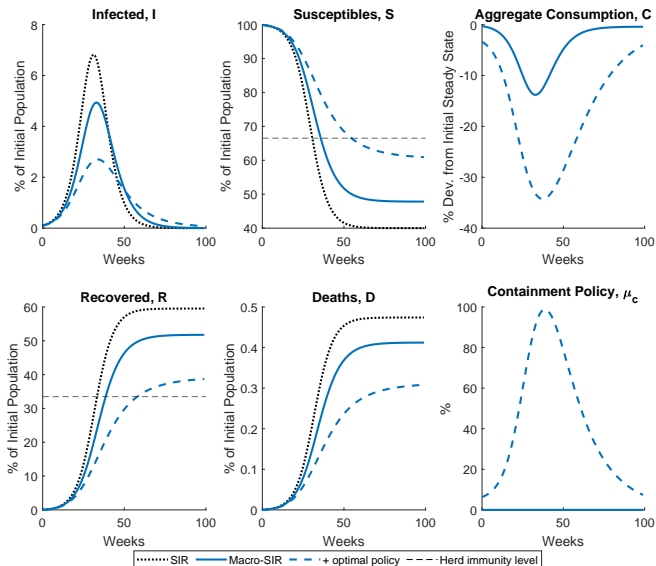 Infected, I
Susceptibles, S
Aggregate Consumption, C
% of Initial Population
8
6
4
2
0
0 50 100
Weeks
% of Initial Population
100
90
80
70
60
50
40
0 50 100
Weeks
% Dev. from Initial Steady State
0
-10
-20
-30
-40
0 50 100
Weeks
Recovered, R
Deaths, D
Containment Policy, μc
% of Initial Population
60
50
40
30
20
10
0
0 50 100
Weeks
% of Initial Population
0.5
0.4
0.3
0.2
0.1
0
0 50 100
Weeks
%
100
80
60
40
20
0
0 50 100
Weeks
SIR Macro-SIR + optimal policy Herd immunity level